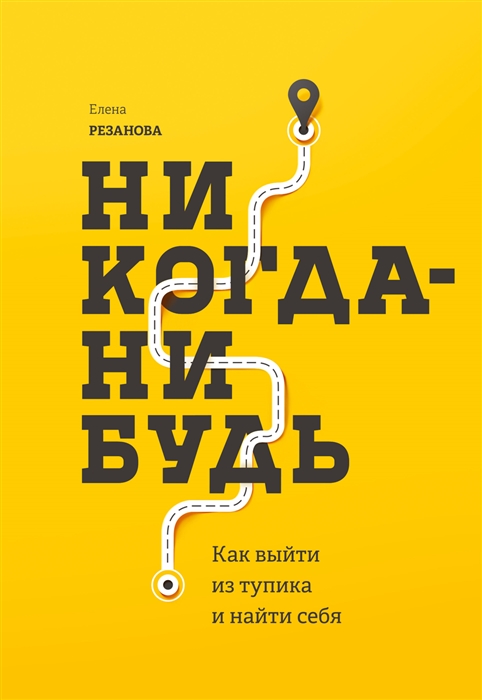 Елена
РЕЗАНОВА
НИ
КОГДА-
НИ
БУДЬ
Как выйти
из тупика
и найти себя